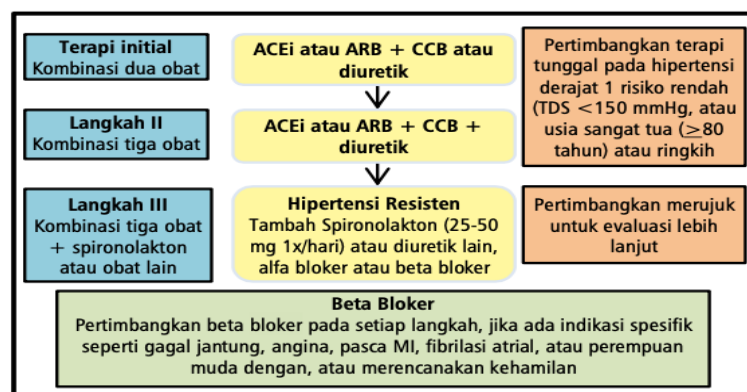 Terapi initial
Kombinasi dua obat
ACEi atau ARB + CCB atau
diuretik
Pertimbangkan terapi
tunggal pada hipertensi
derajat 1 risiko rendah
(TDS <150 mmHg, atau
usia sangat tua (≥80
tahun) atau ringkih
Langkah II
Kombinasi tiga obat
ACEi atau ARB + CCB +
diuretik
Langkah III
Kombinasi tiga obat
+ spironolakton
atau obat lain
Hipertensi Resisten
Tambah Spironolakton (25-50
mg 1x/hari) atau diuretik lain,
alfa bloker atau beta bloker
Pertimbangkan merujuk
untuk evaluasi lebih
lanjut
Beta Bloker
Pertimbangkan beta bloker pada setiap langkah, jika ada indikasi spesifik
seperti gagal jantung, angina, pasca MI, fibrilasi atrial, atau perempuan
muda dengan, atau merencanakan kehamilan